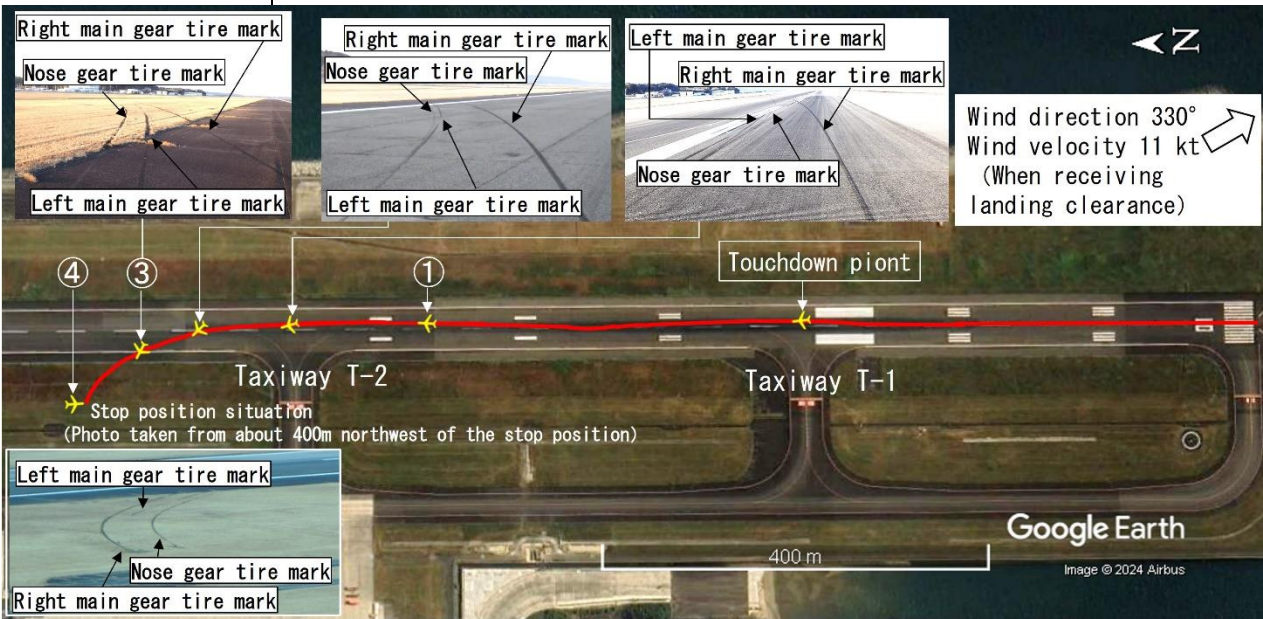 Right main gear tire mark
Nose gear tire mark
Left main gear tire mark
Right main gear tire mark
Nose gear tire mark
Left main gear tire mark
Left main gear tire mark
Right main gear tire mark
Nose gear tire mark
Z
Wind direction 330°
Wind velocity 11 kt
(When receiving
landing clearance)
④
③
①
Touchdown piont
Taxiway T-2
Taxiway T-1
Stop position situation
(Photo taken from about 400m northwest of the stop position)
Left main gear tire mark
Nose gear tire mark
Right main gear tire mark
400 m
Google Earth
Image © 2024 Airbus